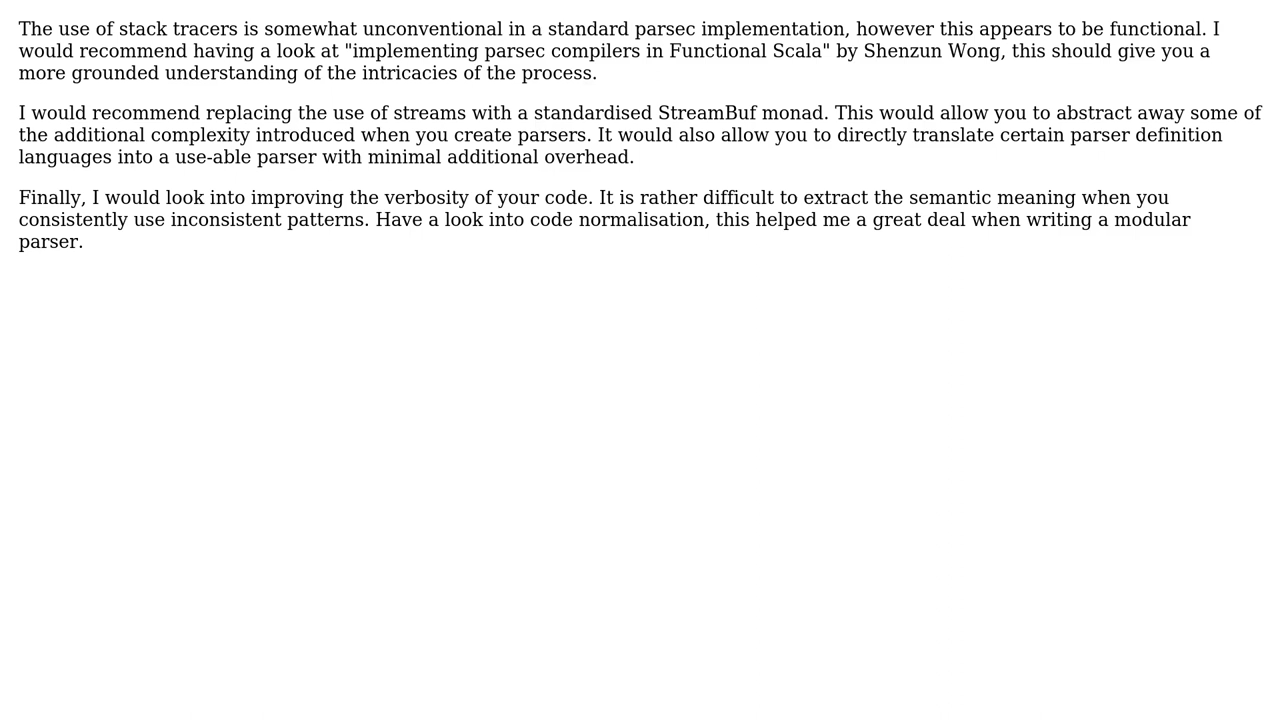 The use of stack tracers is somewhat unconventional in a standard parsec implementation, however this appears to be functional. I
would recommend having a look at "implementing parsec compilers in Functional Scala" by Shenzun Wong, this should give you a
more grounded understanding of the intricacies of the process.
I would recommend replacing the use of streams with a standardised StreamBuf monad. This would allow you to abstract away some of
the additional complexity introduced when you create parsers. It would also allow you to directly translate certain parser definition
languages into a use-able parser with minimal additional overhead.
Finally, I would look into improving the verbosity of your code. It is rather difficult to extract the semantic meaning when you
consistently use inconsistent patterns. Have a look into code normalisation, this helped me a great deal when writing a modular
parser.